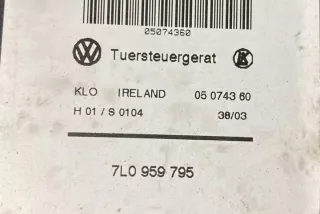 05074360
Tuersteuergerat
KLO IRELAND 05 0743 60
H 01 / S 0104 38/03
7L0 959 795